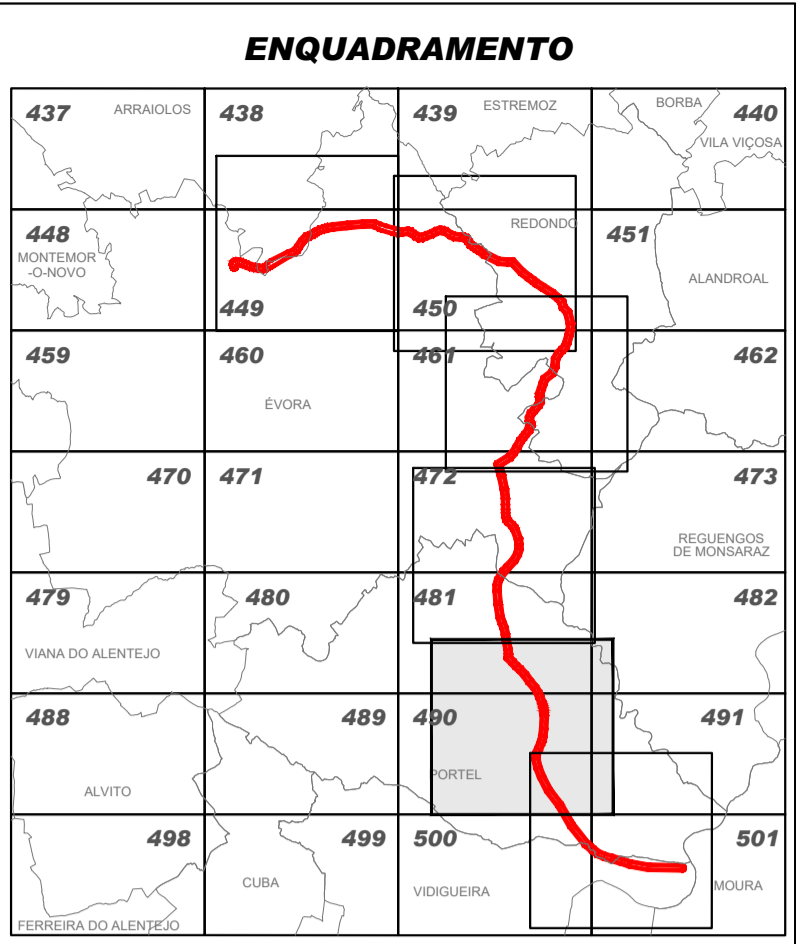 ENQUADRAMENTO
437
ARRAIOLOS
438
439
ESTREMOZ
BORBA
440
VILA VIÇOSA
448
MONTEMOR
-O-NOVO
449
450
REDONDO
451
ALANDROAL
459
460
ÉVORA
461
462
470
471
472
473
REGUENGOS
DE MONSARAZ
479
VIANA DO ALENTEJO
480
481
482
488
ALVITO
489
490
PORTEL
491
498
FERREIRA DO ALENTEJO
499
CUBA
500
VIDIGUEIRA
501
MOURA